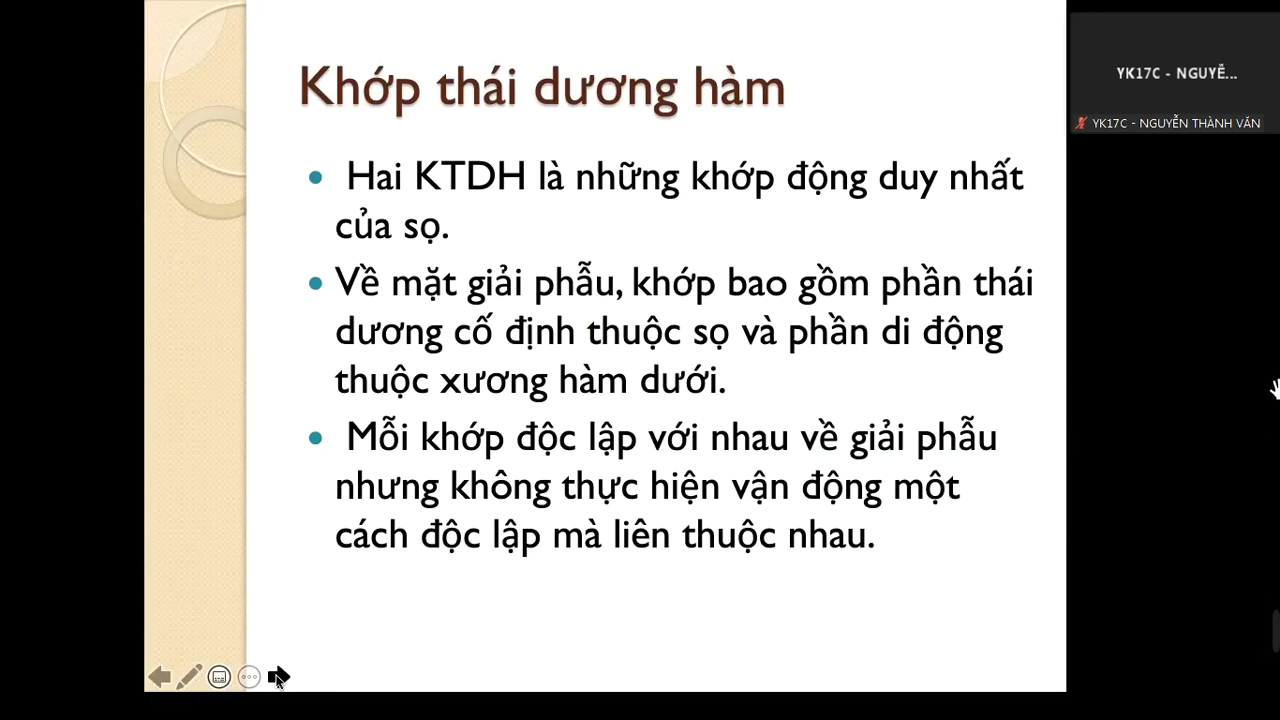 Khớp thái dương hàm
• Hai KTDH là những khớp động duy nhất
của sọ.
• Về mặt giải phẫu, khớp bao gồm phần thái
dương cố định thuộc sọ và phần di động
thuộc xương hàm dưới.
• Mỗi khớp độc lập với nhau về giải phẫu
nhưng không thực hiện vận động một
cách độc lập mà liên thuộc nhau.
YK17C - NGUYỄ...
YK17C - NGUYỄN THÀNH VĂN